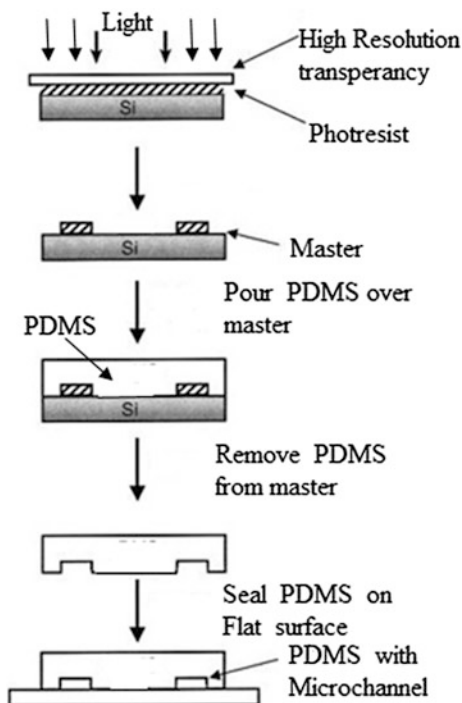 Light
High Resolution
transperancy
Si
Photresist
Si
Master
Pour PDMS over
master
PDMS
Si
Remove PDMS
from master
Seal PDMS on
Flat surface
PDMS with
Microchannel